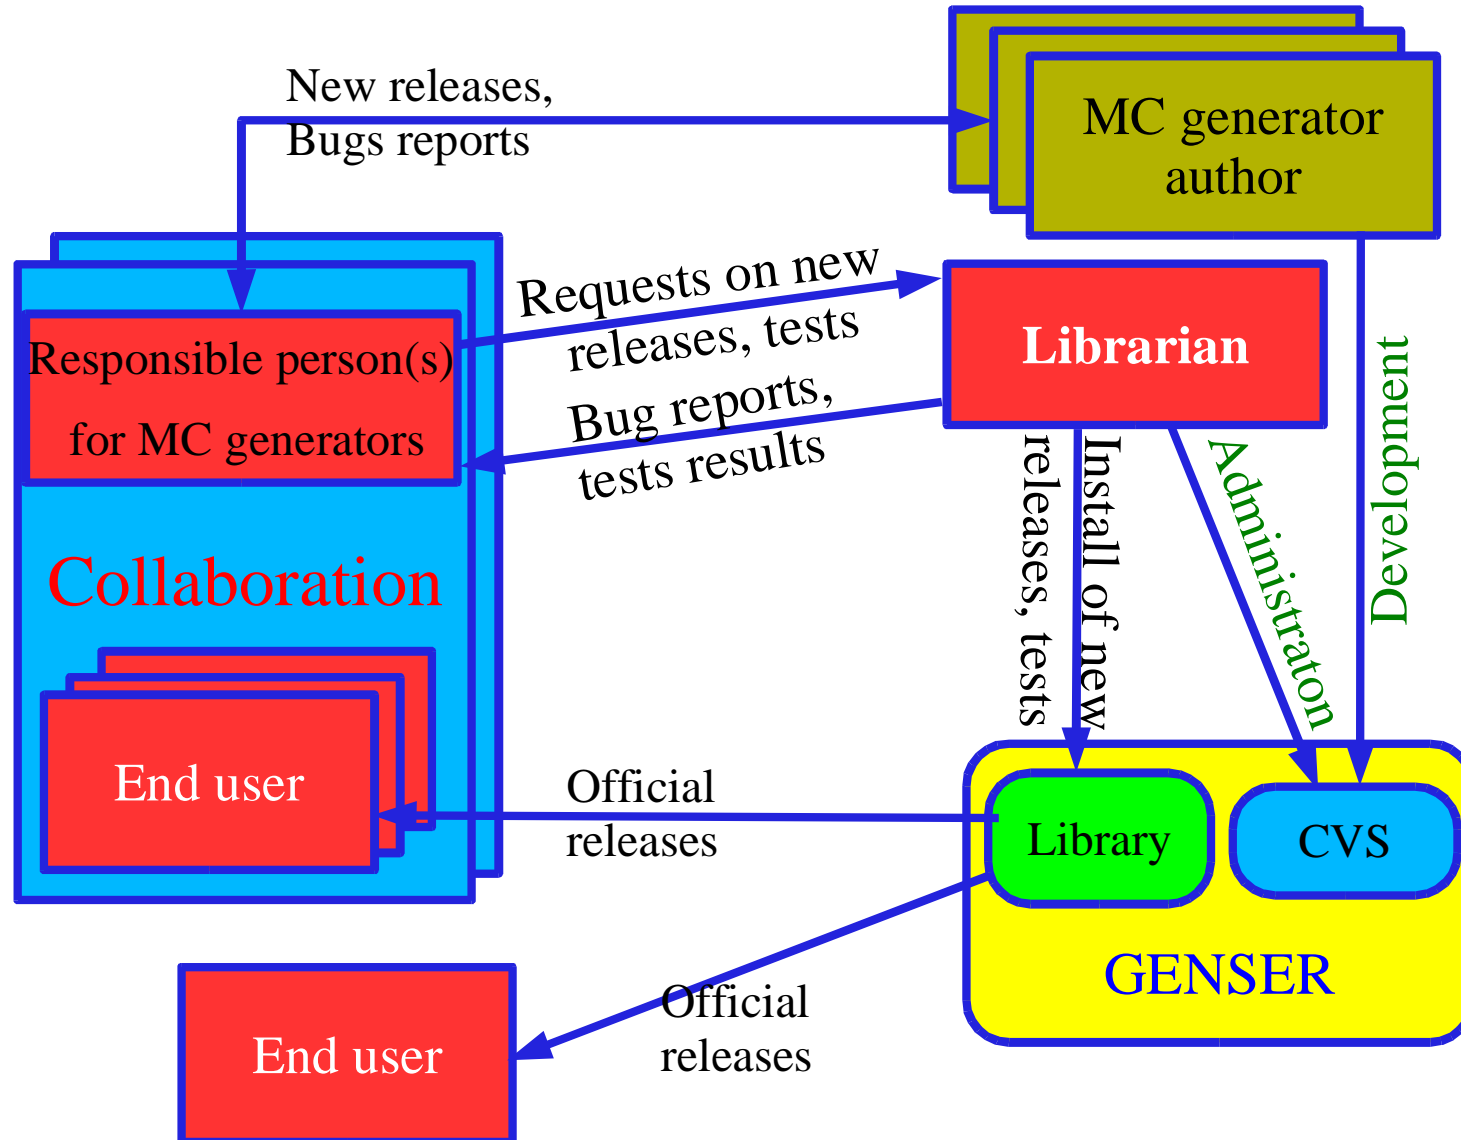 New releases,
Bugs reports
MC generator
author
Requests on new
releases, tests
Responsible person(s)
for MC generators
Librarian
Bug reports,
tests results
Install of new
releases, tests
Administraton
Development
Collaboration
End user
Official
releases
Library
CVS
GENSER
End user
Official
releases